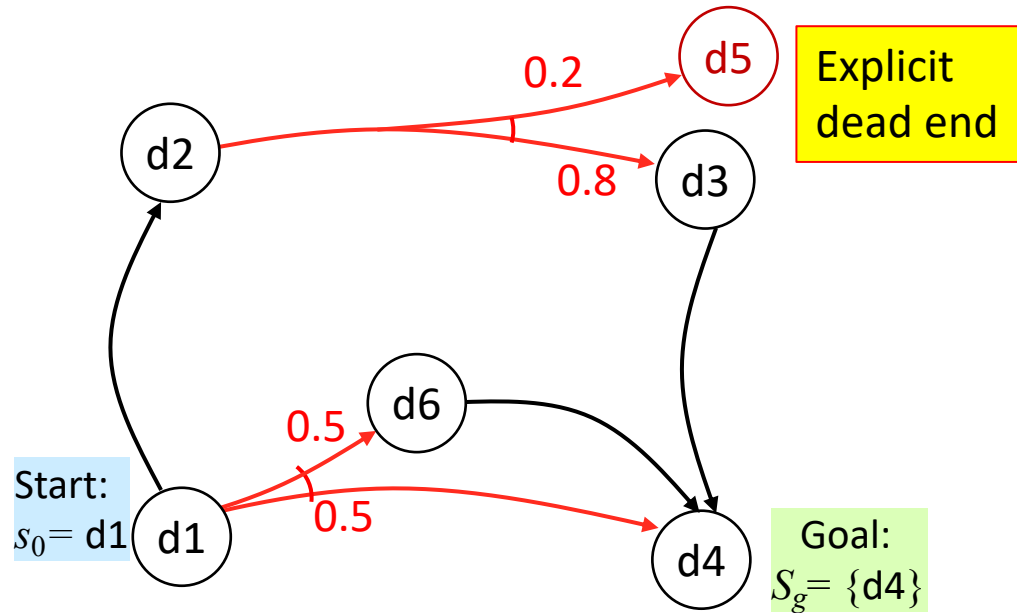 d5
Explicit
dead end
0.2
d2
0.8
d3
d6
0.5
Start:
s₀= d1
d1
0.5
d4
Goal:
S_g= {d4}